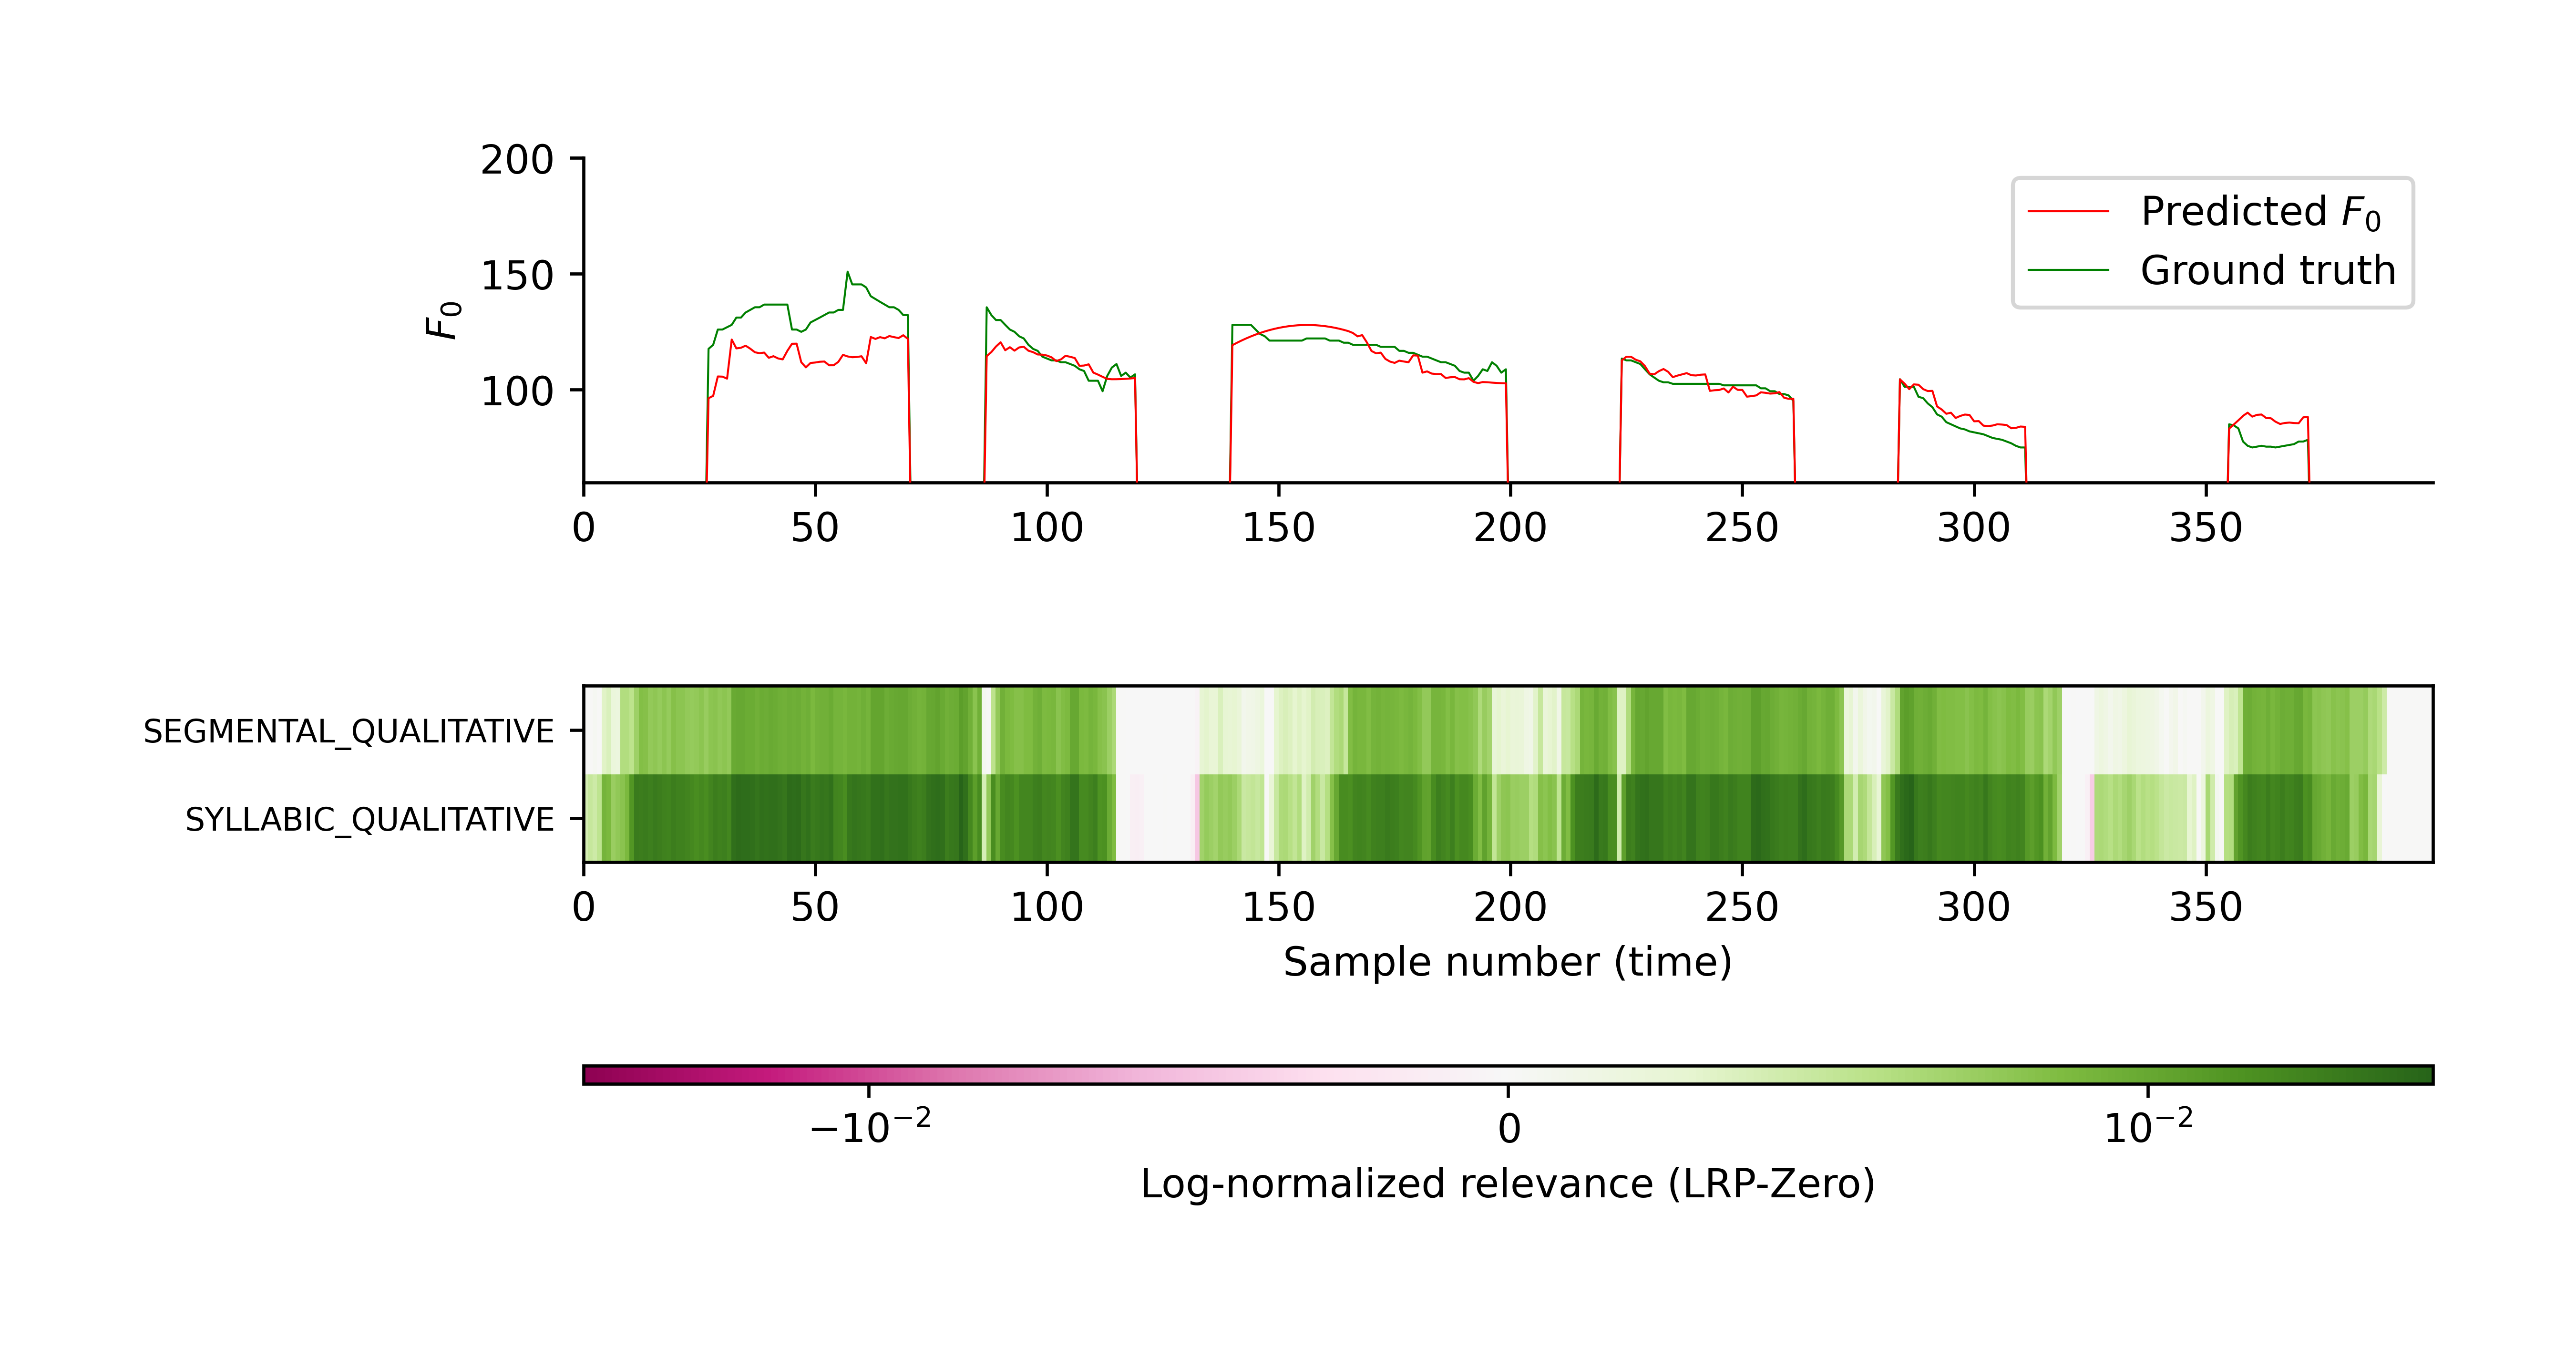 200
150
100
F₀
Predicted F₀
Ground truth
0 50 100 150 200 250 300 350
SEGMENTAL_QUALITATIVE
SYLLABIC_QUALITATIVE
0 50 100 150 200 250 300 350
Sample number (time)
−10⁻² 0 10⁻²
Log-normalized relevance (LRP-Zero)